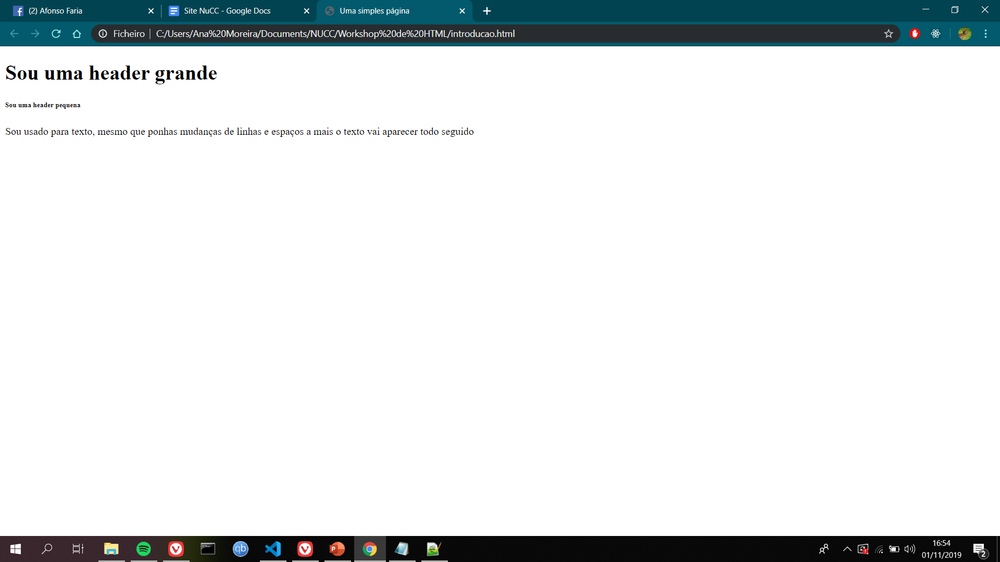 (2) Afonso Faria
Site NuCC - Google Docs
Uma simples página
Ficheiro
C:/Users/Ana%20Moreira/Documents/NUCC/Workshop%20de%20HTML/introducao.html
Sou uma header grande
Sou uma header pequena
Sou usado para texto, mesmo que ponhas mudanças de linhas e espaços a mais o texto vai aparecer todo seguido
qb
P
16:54
01/11/2019
2